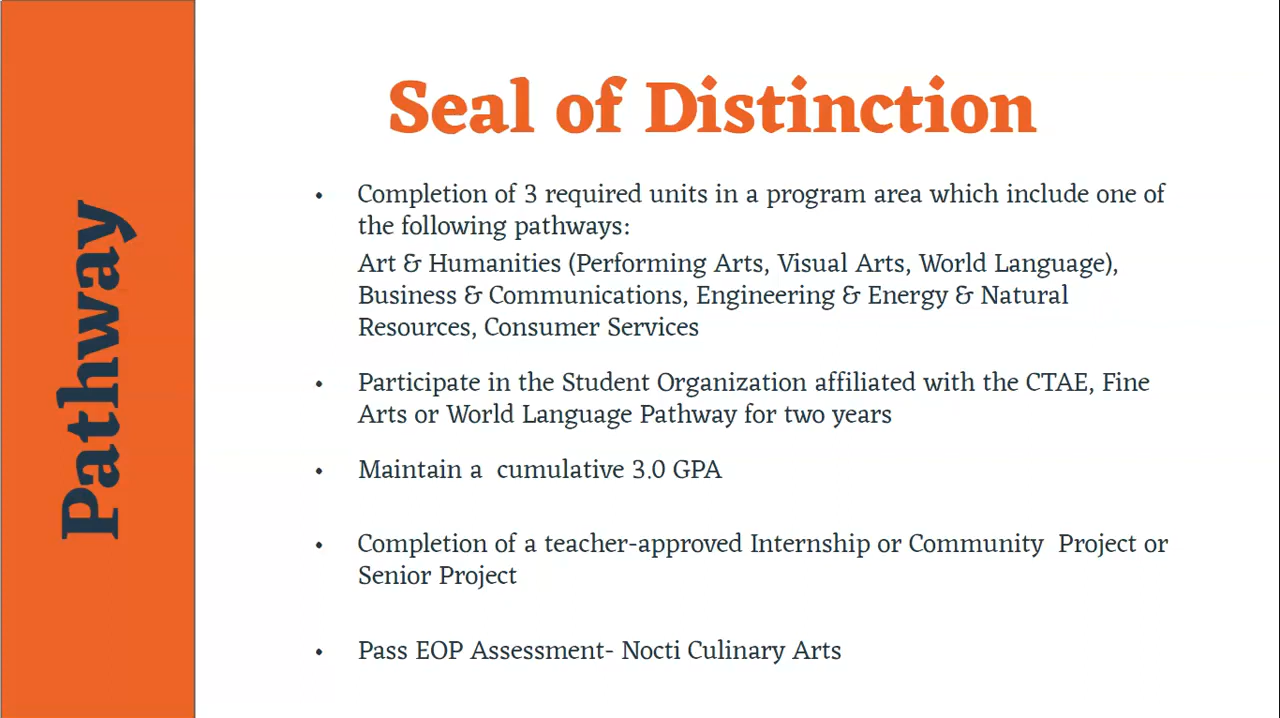 Pathway
Seal of Distinction
• Completion of 3 required units in a program area which include one of
the following pathways:
Art & Humanities (Performing Arts, Visual Arts, World Language),
Business & Communications, Engineering & Energy & Natural
Resources, Consumer Services
• Participate in the Student Organization affiliated with the CTAE, Fine
Arts or World Language Pathway for two years
• Maintain a  cumulative 3.0 GPA
• Completion of a teacher-approved Internship or Community  Project or
Senior Project
• Pass EOP Assessment- Nocti Culinary Arts